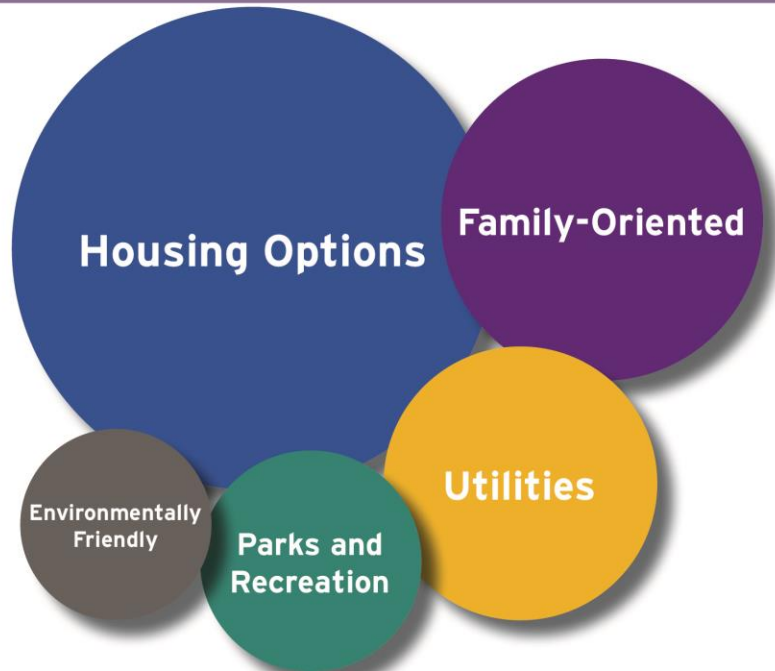 Housing Options
Family-Oriented
Utilities
Environmentally
Friendly
Parks and
Recreation